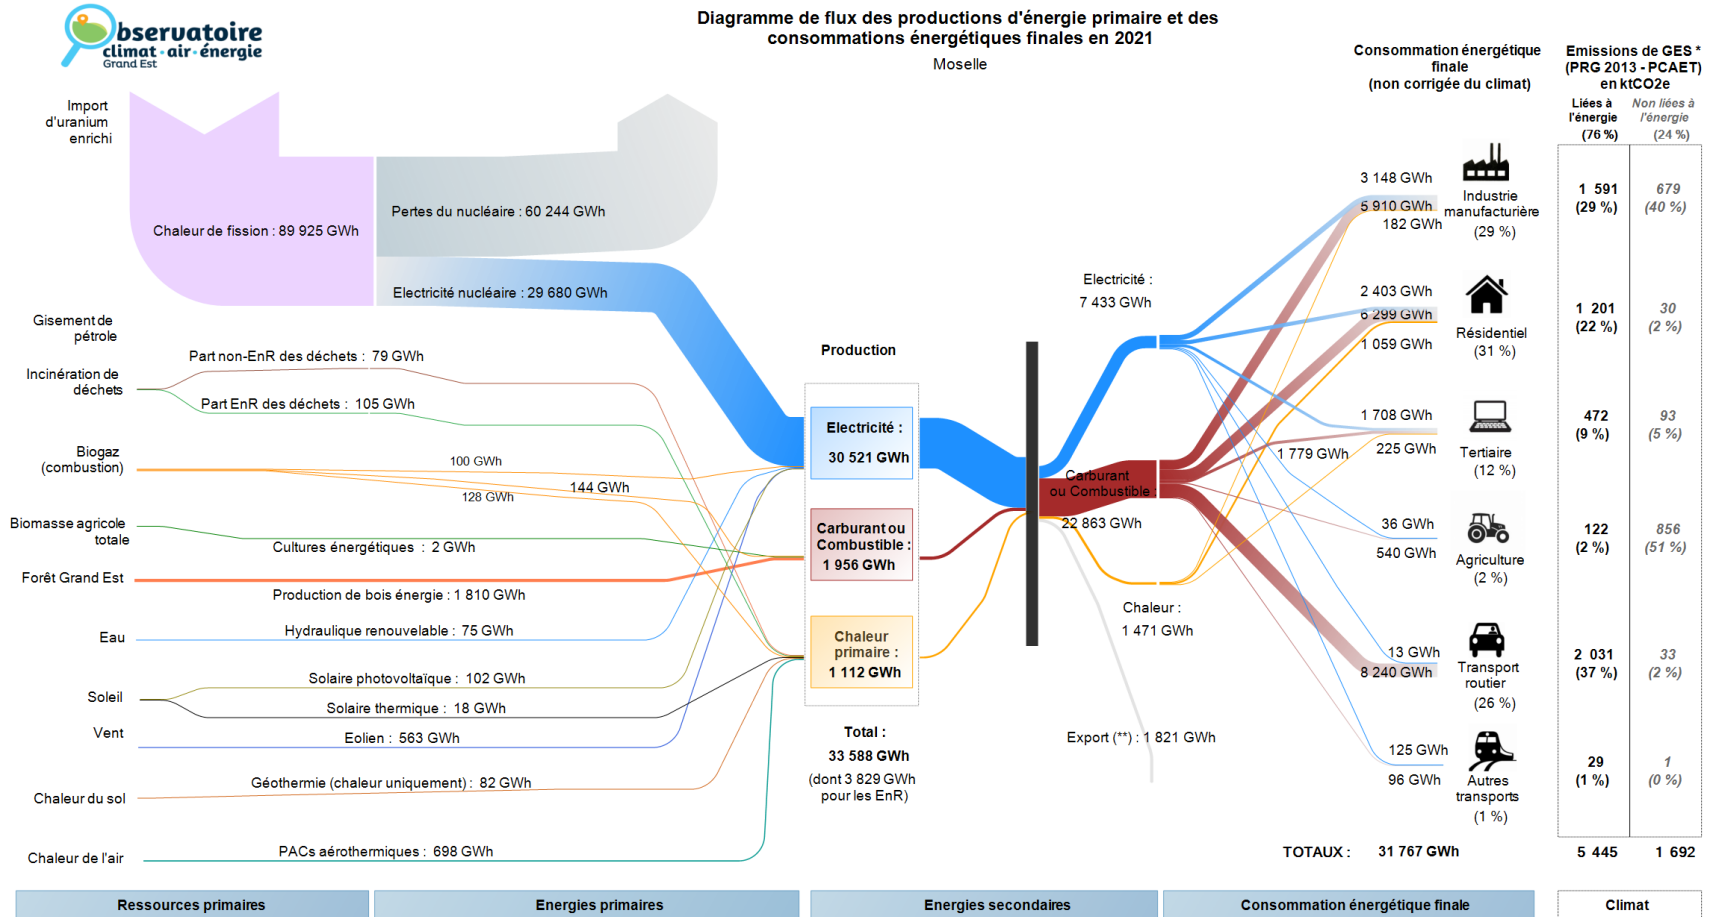 Observatoire
climat · air · énergie
Grand Est
Diagramme de flux des productions d'énergie primaire et des
consommations énergétiques finales en 2021
Moselle
Consommation énergétique
finale
(non corrigée du climat)
Emissions de GES *
(PRG 2013 - PCAET)
en ktCO2e
Liées à
l'énergie
(76 %)
Non liées à
l'énergie
(24 %)
Import
d'uranium
enrichi
Chaleur de fission : 89 925 GWh
Pertes du nucléaire : 60 244 GWh
Electricité nucléaire : 29 680 GWh
Gisement de
pétrole
Incinération de
déchets
Part non-EnR des déchets : 79 GWh
Part EnR des déchets : 105 GWh
Biogaz
(combustion)
100 GWh
144 GWh
128 GWh
Biomasse agricole
totale
Cultures énergétiques : 2 GWh
Forêt Grand Est
Production de bois énergie : 1 810 GWh
Eau
Hydraulique renouvelable : 75 GWh
Soleil
Solaire photovoltaïque : 102 GWh
Solaire thermique : 18 GWh
Vent
Eolien : 563 GWh
Géothermie (chaleur uniquement) : 82 GWh
Chaleur du sol
Chaleur de l'air
PACs aérothermiques : 698 GWh
Production
Electricité :
30 521 GWh
Carburant ou
Combustible :
1 956 GWh
Chaleur
primaire :
1 112 GWh
Total :
33 588 GWh
(dont 3 829 GWh
pour les EnR)
Electricité :
7 433 GWh
Carburant
ou Combustible :
22 863 GWh
Chaleur :
1 471 GWh
Export (**) : 1 821 GWh
3 148 GWh
5 910 GWh
182 GWh
Industrie
manufacturière
(29 %)
1 591
(29 %)
679
(40 %)
2 403 GWh
6 299 GWh
1 059 GWh
Résidentiel
(31 %)
1 201
(22 %)
30
(2 %)
1 708 GWh
1 779 GWh
225 GWh
Tertiaire
(12 %)
472
(9 %)
93
(5 %)
36 GWh
540 GWh
Agriculture
(2 %)
122
(2 %)
856
(51 %)
13 GWh
8 240 GWh
Transport
routier
(26 %)
2 031
(37 %)
33
(2 %)
125 GWh
96 GWh
Autres
transports
(1 %)
29
(1 %)
1
(0 %)
TOTAUX : 31 767 GWh
5 445
1 692
Ressources primaires
Energies primaires
Energies secondaires
Consommation énergétique finale
Climat